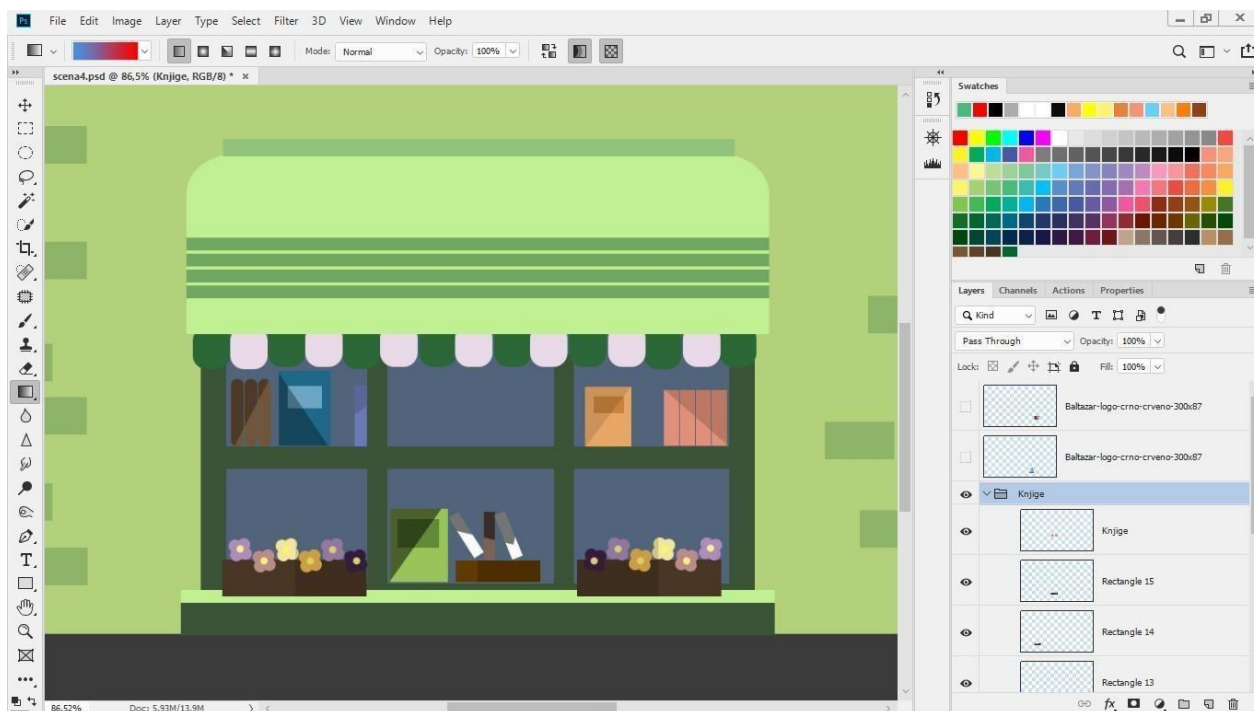 Ps File Edit Image Layer Type Select Filter 3D View Window Help
Mode: Normal Opacity: 100%
scena4.psd @ 86,5% (Knjige, RGB/8) * ×
Swatches
Layers Channels Actions Properties
Kind
Pass Through Opacity: 100%
Lock: Fill: 100%
Baltazar-logo-crno-crveno-300x87
Baltazar-logo-crno-crveno-300x87
Knjige
Knjige
Rectangle 15
Rectangle 14
Rectangle 13
86,52% Doc: 5,93M/13,9M